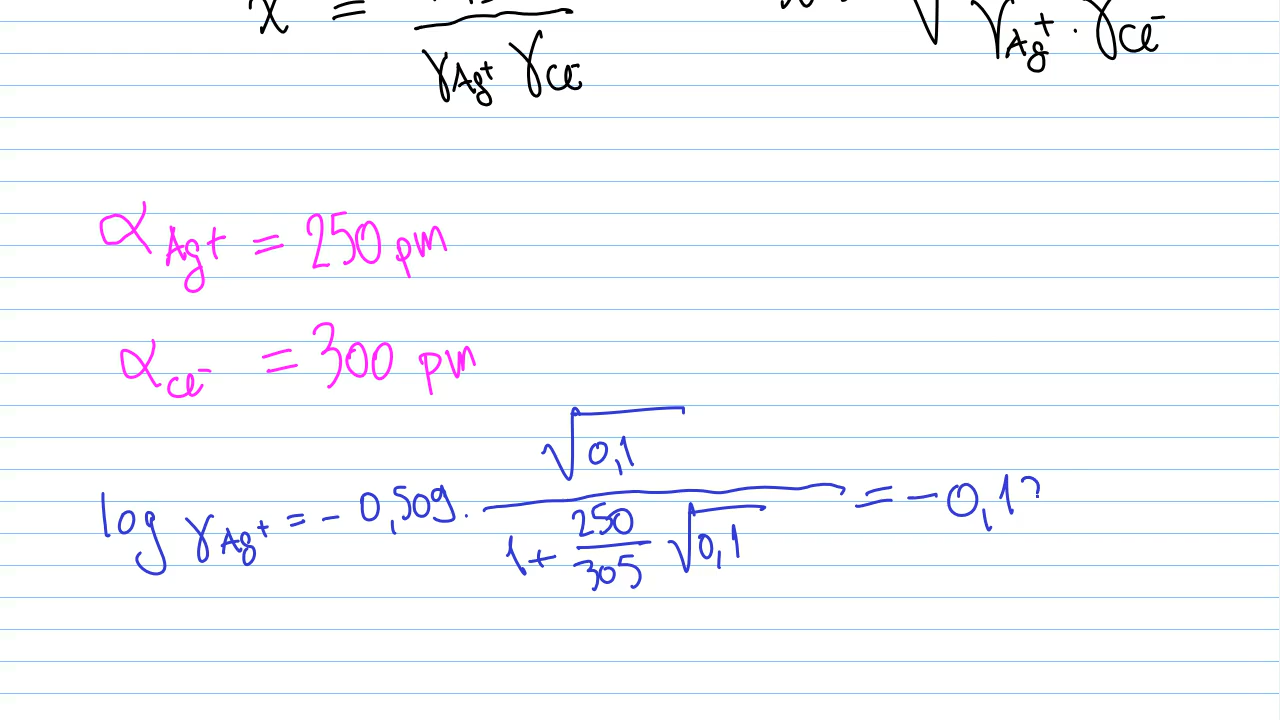 x =
γAg+ γCl-
√ γAg+ · γCl-
αAg+ = 250 pm
αCl- = 300 pm
log γAg+ = - 0,509. √0,1 / (1 + 250/305 √0,1) = - 0,1